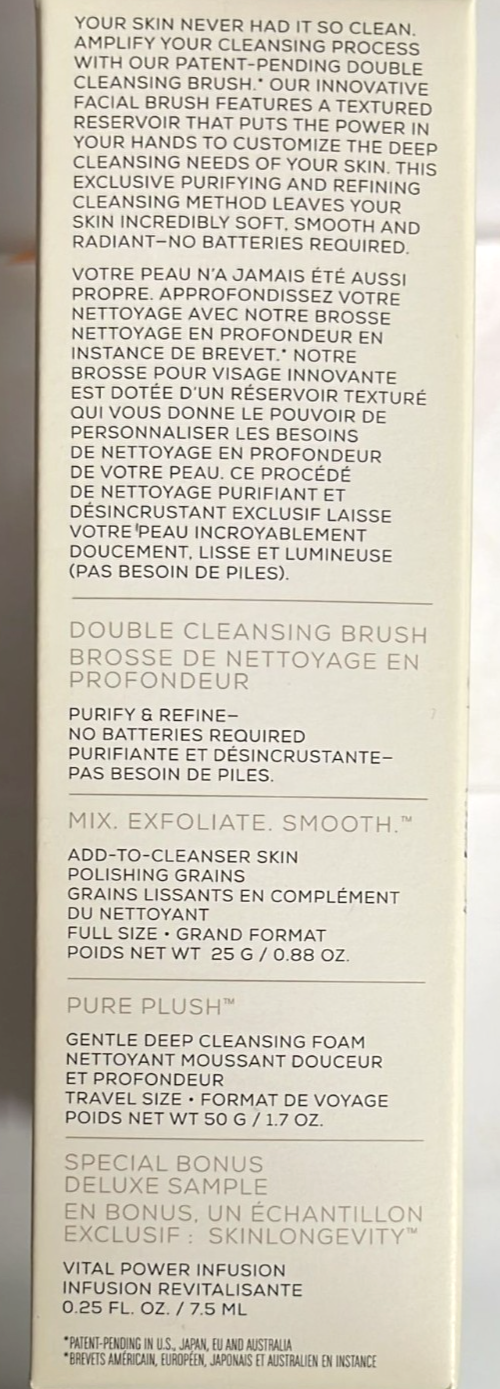 YOUR SKIN NEVER HAD IT SO CLEAN.
AMPLIFY YOUR CLEANSING PROCESS
WITH OUR PATENT-PENDING DOUBLE
CLEANSING BRUSH.* OUR INNOVATIVE
FACIAL BRUSH FEATURES A TEXTURED
RESERVOIR THAT PUTS THE POWER IN
YOUR HANDS TO CUSTOMIZE THE DEEP
CLEANSING NEEDS OF YOUR SKIN. THIS
EXCLUSIVE PURIFYING AND REFINING
CLEANSING METHOD LEAVES YOUR
SKIN INCREDIBLY SOFT, SMOOTH AND
RADIANT—NO BATTERIES REQUIRED.
VOTRE PEAU N'A JAMAIS ÉTÉ AUSSI
PROPRE. APPROFONDISSEZ VOTRE
NETTOYAGE AVEC NOTRE BROSSE
NETTOYAGE EN PROFONDEUR EN
INSTANCE DE BREVET.* NOTRE
BROSSE POUR VISAGE INNOVANTE
EST DOTÉE D'UN RÉSERVOIR TEXTURÉ
QUI VOUS DONNE LE POUVOIR DE
PERSONNALISER LES BESOINS
DE NETTOYAGE EN PROFONDEUR
DE VOTRE PEAU. CE PROCÉDÉ
DE NETTOYAGE PURIFIANT ET
DÉSINCRUSTANT EXCLUSIF LAISSE
VOTRE PEAU INCROYABLEMENT
DOUCEMENT, LISSE ET LUMINEUSE
(PAS BESOIN DE PILES).
DOUBLE CLEANSING BRUSH
BROSSE DE NETTOYAGE EN
PROFONDEUR
PURIFY & REFINE—
NO BATTERIES REQUIRED
PURIFIANTE ET DÉSINCRUSTANTE—
PAS BESOIN DE PILES.
MIX. EXFOLIATE. SMOOTH.™
ADD-TO-CLEANSER SKIN
POLISHING GRAINS
GRAINS LISSANTS EN COMPLÉMENT
DU NETTOYANT
FULL SIZE • GRAND FORMAT
POIDS NET WT 25 G / 0.88 OZ.
PURE PLUSH™
GENTLE DEEP CLEANSING FOAM
NETTOYANT MOUSSANT DOUCEUR
ET PROFONDEUR
TRAVEL SIZE • FORMAT DE VOYAGE
POIDS NET WT 50 G / 1.7 OZ.
SPECIAL BONUS
DELUXE SAMPLE
EN BONUS, UN ÉCHANTILLON
EXCLUSIF : SKINLONGEVITY™
VITAL POWER INFUSION
INFUSION REVITALISANTE
0.25 FL. OZ. / 7.5 ML
*PATENT-PENDING IN U.S., JAPAN, EU AND AUSTRALIA
*BREVETS AMÉRICAIN, EUROPÉEN, JAPONAIS ET AUSTRALIEN EN INSTANCE